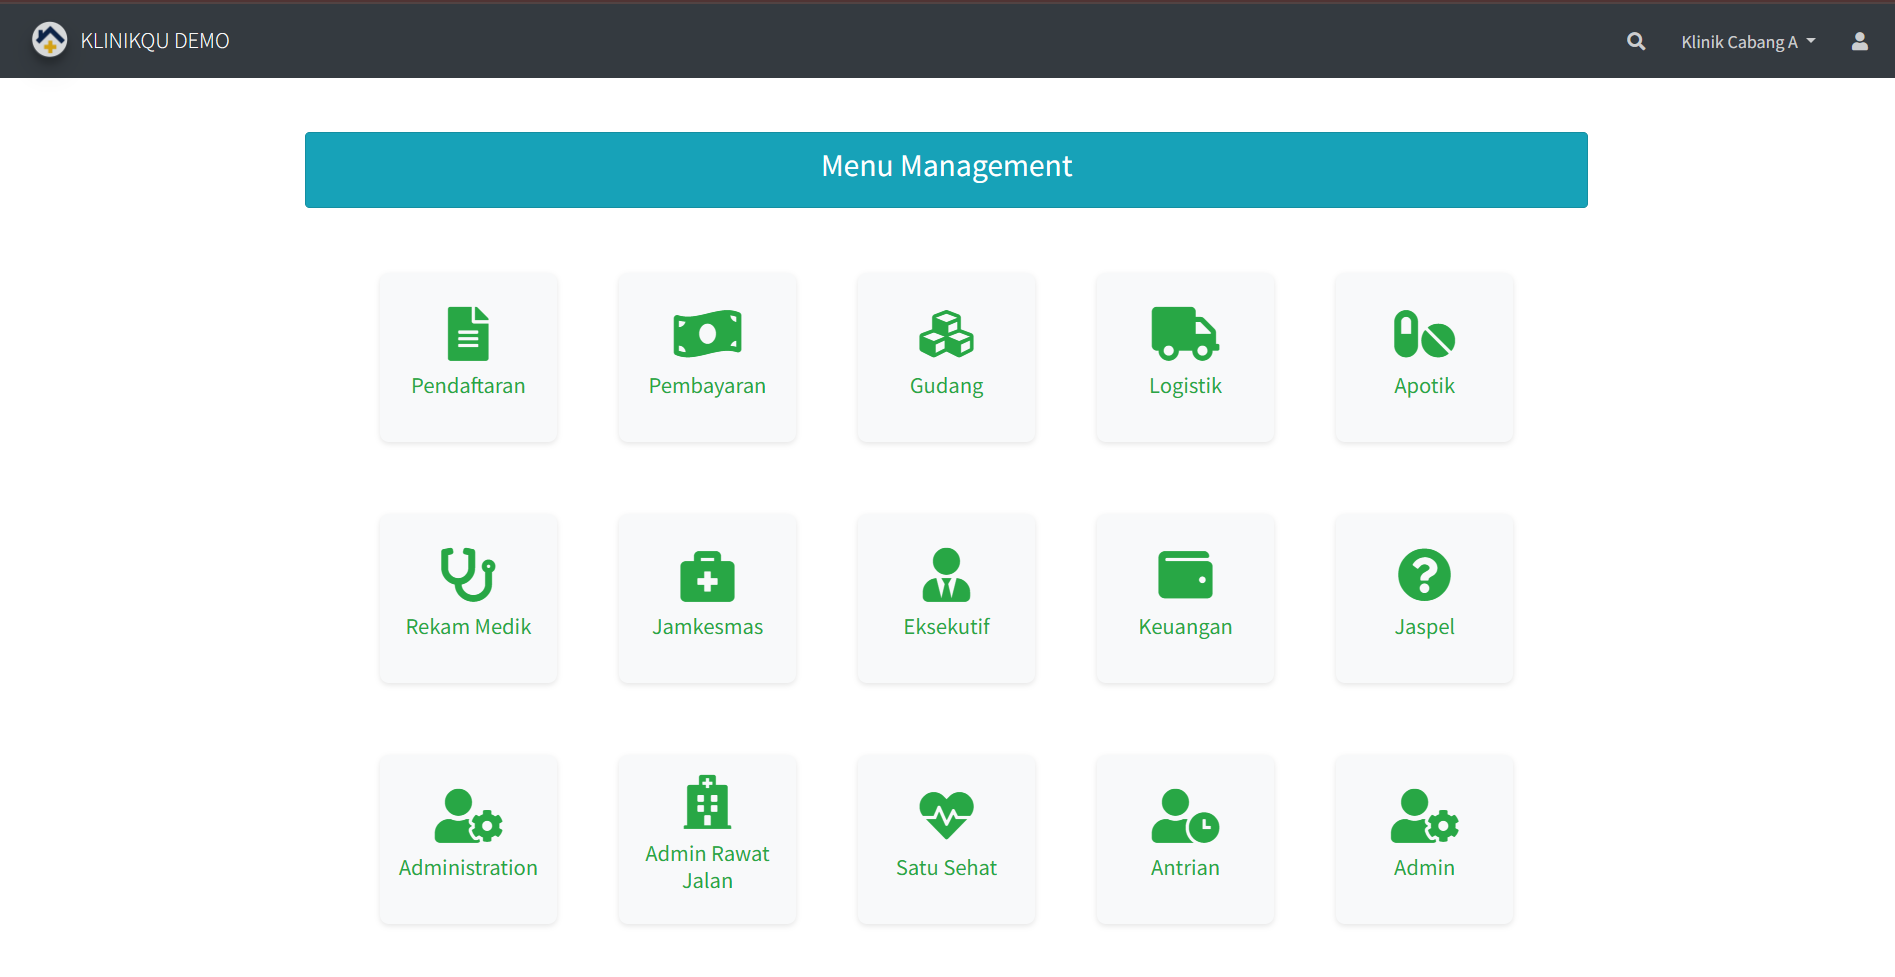 KLINIKQU DEMO
Klinik Cabang A
Menu Management
Pendaftaran
Pembayaran
Gudang
Logistik
Apotik
Rekam Medik
Jamkesmas
Eksekutif
Keuangan
Jaspel
Administration
Admin Rawat
Jalan
Satu Sehat
Antrian
Admin